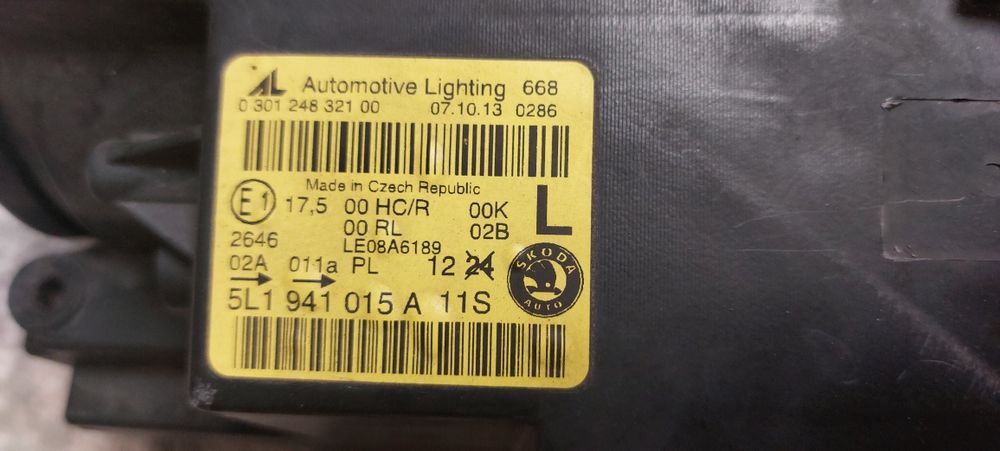 AL Automotive Lighting 668
0 301 248 321 00 07.10.13 0286
Made in Czech Republic
E1 17,5 00 HC/R 00K L
00 RL 02B
2646 LE08A6189
02A 011a PL 12 24
SKODA
AUTO
5L1 941 015 A 11S